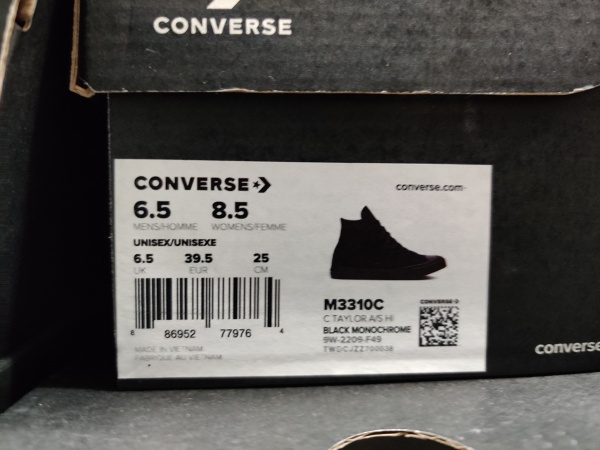 CONVERSE
CONVERSE
converse.com
6.5 8.5
MENS/HOMME WOMENS/FEMME
UNISEX/UNISEXE
6.5 39.5 25
UK EUR CM
8 86952 77976 4
MADE IN VIETNAM
FABRIQUÉ AU VIETNAM
M3310C
C TAYLOR A/S HI
BLACK MONOCHROME
9W-2209-F49
TWDCJZZ700038
CONVERSE
converse